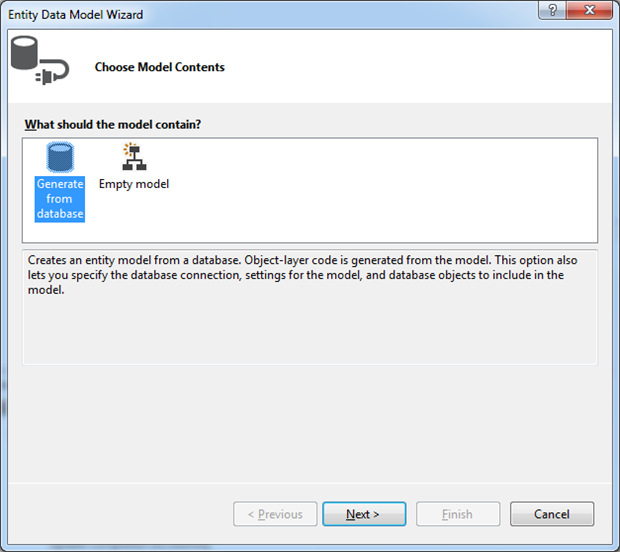 Entity Data Model Wizard
?
Choose Model Contents
What should the model contain?
Generate
from
database
Empty model
Creates an entity model from a database. Object-layer code is generated from the model. This option also
lets you specify the database connection, settings for the model, and database objects to include in the
model.
< Previous
Next >
Finish
Cancel